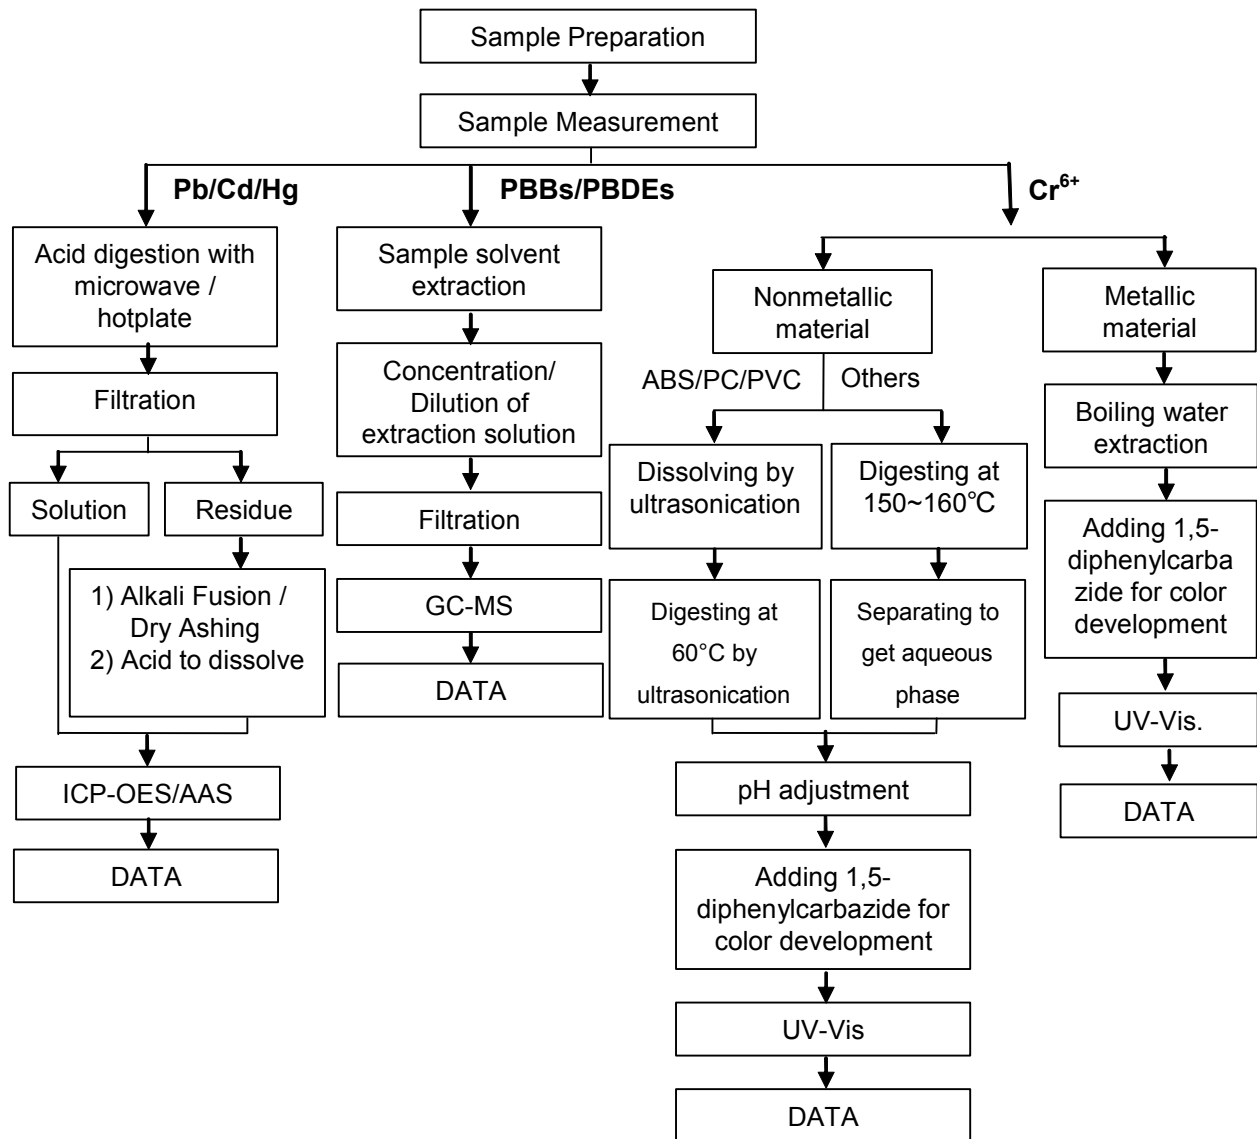 Sample Preparation
Sample Measurement
Pb/Cd/Hg
PBBs/PBDEs
Cr6+
Acid digestion with
microwave /
hotplate
Filtration
Solution
Residue
1) Alkali Fusion /
Dry Ashing
2) Acid to dissolve
ICP-OES/AAS
DATA
Sample solvent
extraction
Concentration/
Dilution of
extraction solution
Filtration
GC-MS
DATA
Nonmetallic
material
ABS/PC/PVC
Others
Dissolving by
ultrasonication
Digesting at
60°C by
ultrasonication
Digesting at
150~160℃
Separating to
get aqueous
phase
pH adjustment
Adding 1,5-
diphenylcarbazide for
color development
UV-Vis
DATA
Metallic
material
Boiling water
extraction
Adding 1,5-
diphenylcarba
zide for color
development
UV-Vis.
DATA